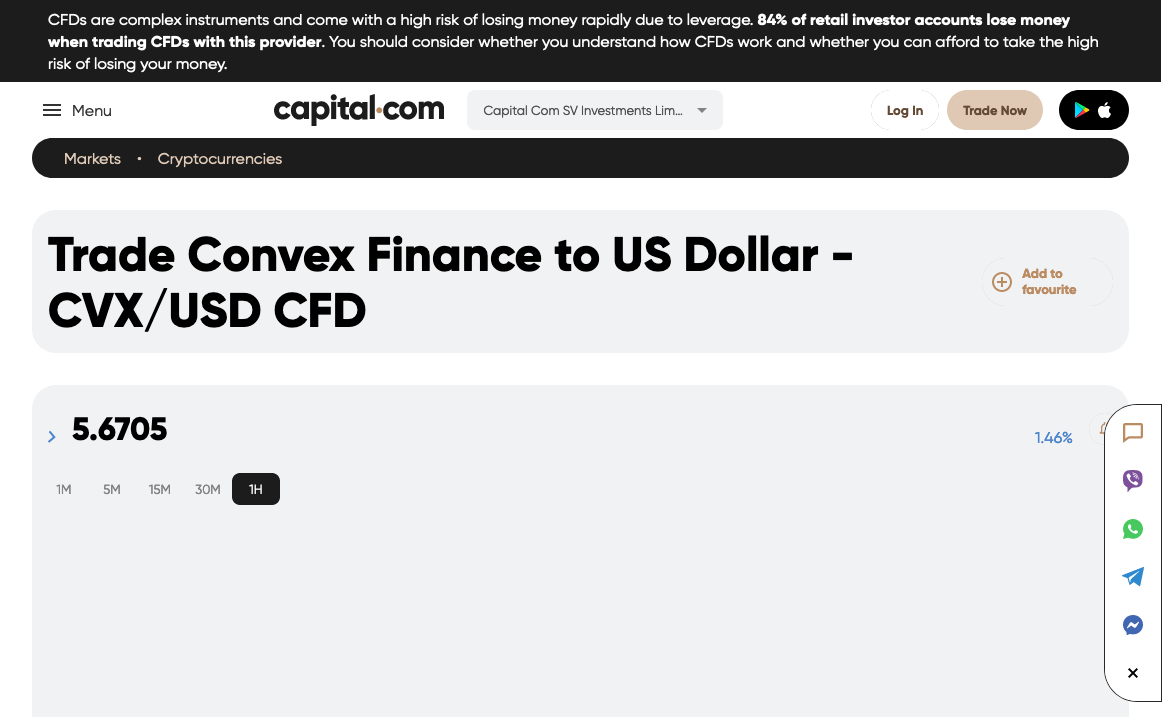 CFDs are complex instruments and come with a high risk of losing money rapidly due to leverage. 84% of retail investor accounts lose money
when trading CFDs with this provider. You should consider whether you understand how CFDs work and whether you can afford to take the high
risk of losing your money.
Menu
capital.com
Capital Com SV Investments Lim...
Log In
Trade Now
Markets • Cryptocurrencies
Trade Convex Finance to US Dollar -
CVX/USD CFD
Add to
favourite
5.6705
1.46%
1M 5M 15M 30M 1H